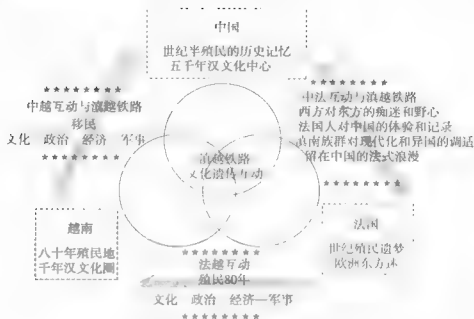 中国
世纪半殖民的历史记忆
五千年汉文化中心
中越互动与滇越铁路
移民
文化 政治 经济 军事
中法互动与滇越铁路
西方对东方的痴迷和野心
法国人对中国的体验和记录
滇南族群对现代化和异国的调适
留在中国的法式浪漫
滇越铁路
文化遗传互动
越南
八十年殖民地
千年汉文化圈
法国
世纪殖民遗梦
欧洲东方迷
法越互动
殖民80年
文化 政治 经济—军事